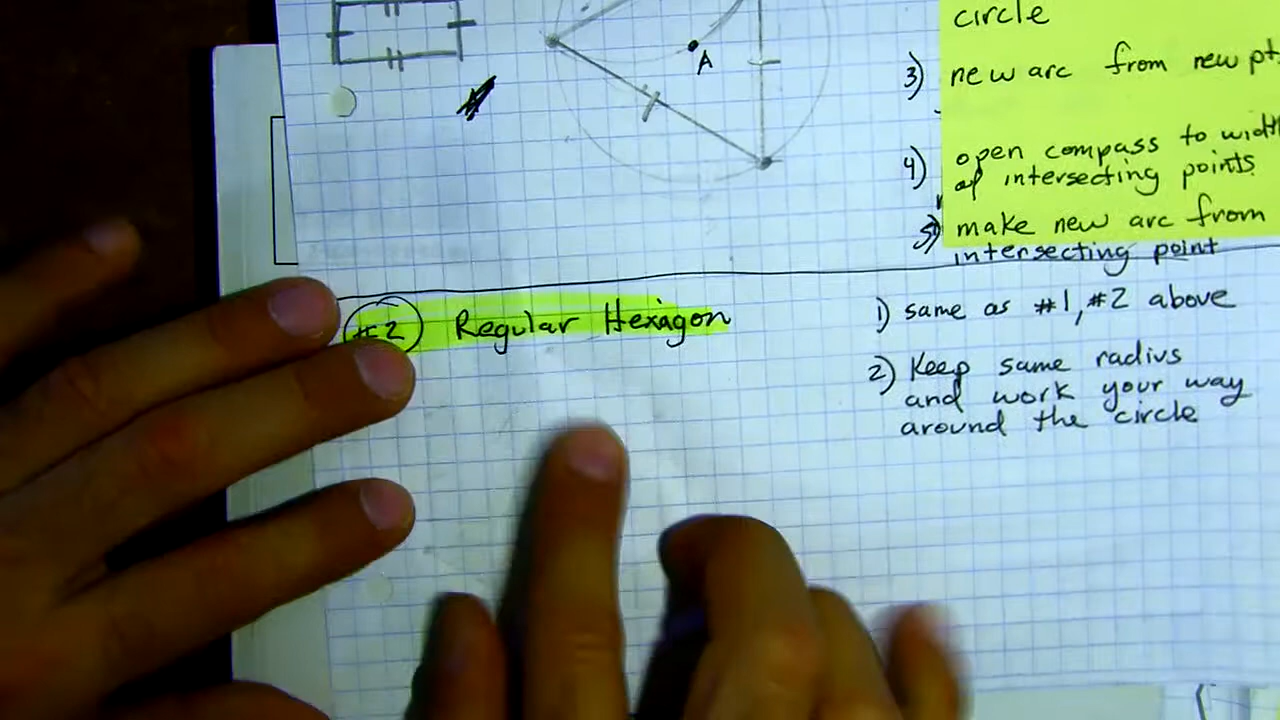 circle
3) new arc from new pt.
4) open compass to width
of intersecting points
5) make new arc from
intersecting point
A
#2 Regular Hexagon
1) same as #1, #2 above
2) Keep same radius
and work your way
around the circle